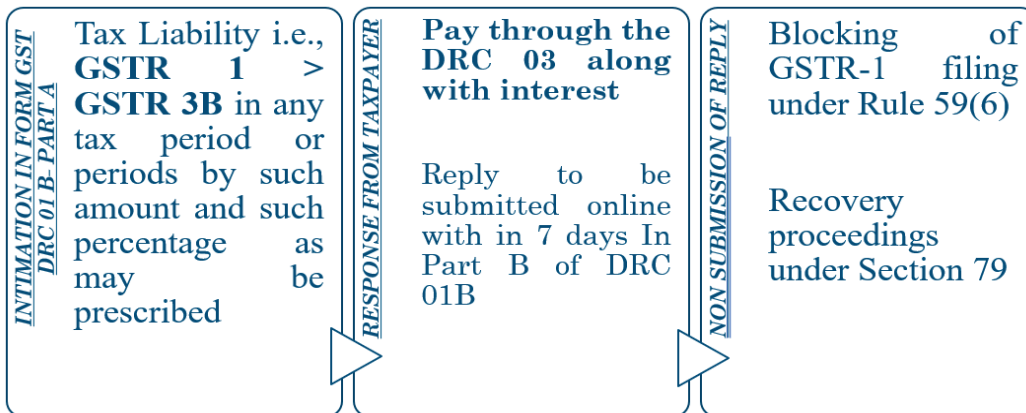 INTIMATION IN FORM GST
DRC 01 B- PART A
Tax Liability i.e.,
GSTR 1 >
GSTR 3B in any
tax period or
periods by such
amount and such
percentage as
may be
prescribed
RESPONSE FROM TAXPAYER
Pay through the
DRC 03 along
with interest
Reply to be
submitted online
with in 7 days In
Part B of DRC
01B
NON SUBMISSION OF REPLY
Blocking of
GSTR-1 filing
under Rule 59(6)
Recovery
proceedings
under Section 79